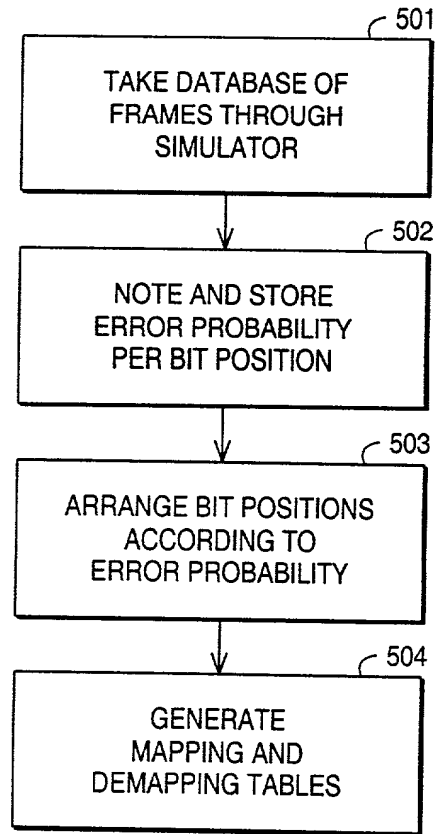 501
TAKE DATABASE OF
FRAMES THROUGH
SIMULATOR
502
NOTE AND STORE
ERROR PROBABILITY
PER BIT POSITION
503
ARRANGE BIT POSITIONS
ACCORDING TO
ERROR PROBABILITY
504
GENERATE
MAPPING AND
DEMAPPING TABLES